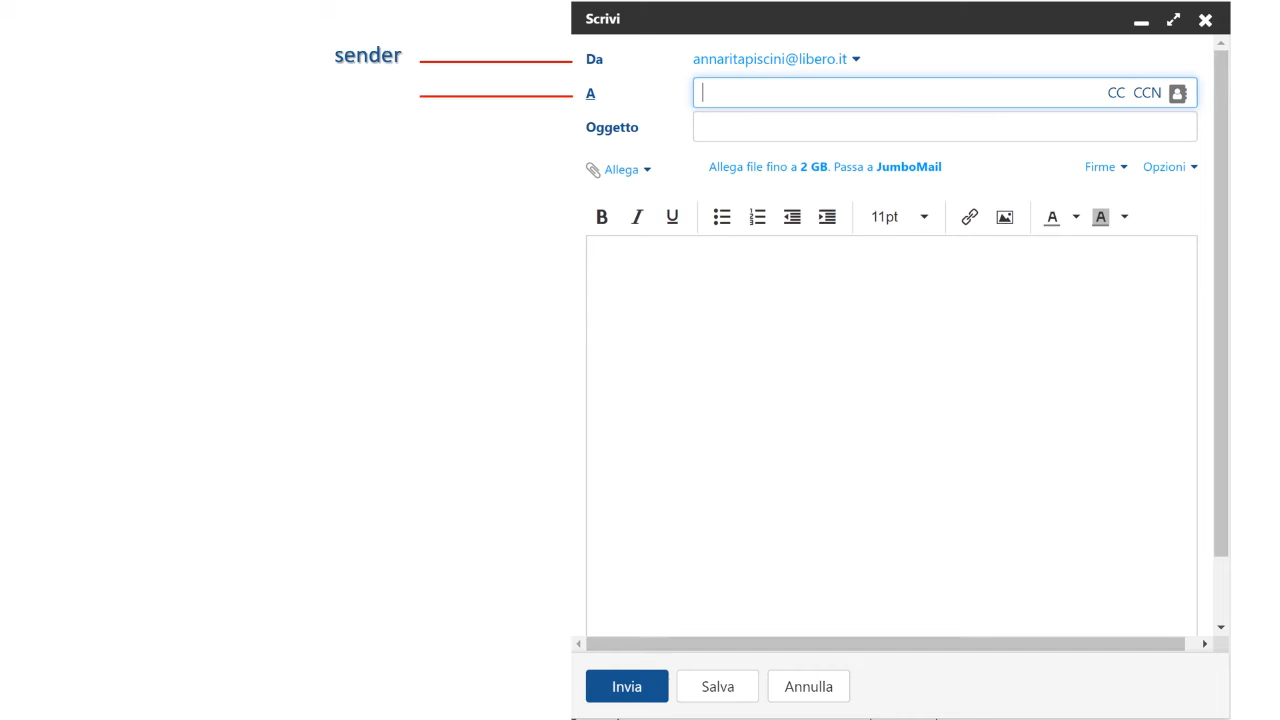 Scrivi
sender
Da
annaritapiscini@libero.it
A
CC CCN
Oggetto
Allega
Allega file fino a 2 GB. Passa a JumboMail
Firme
Opzioni
B I U 11pt A A
Invia
Salva
Annulla